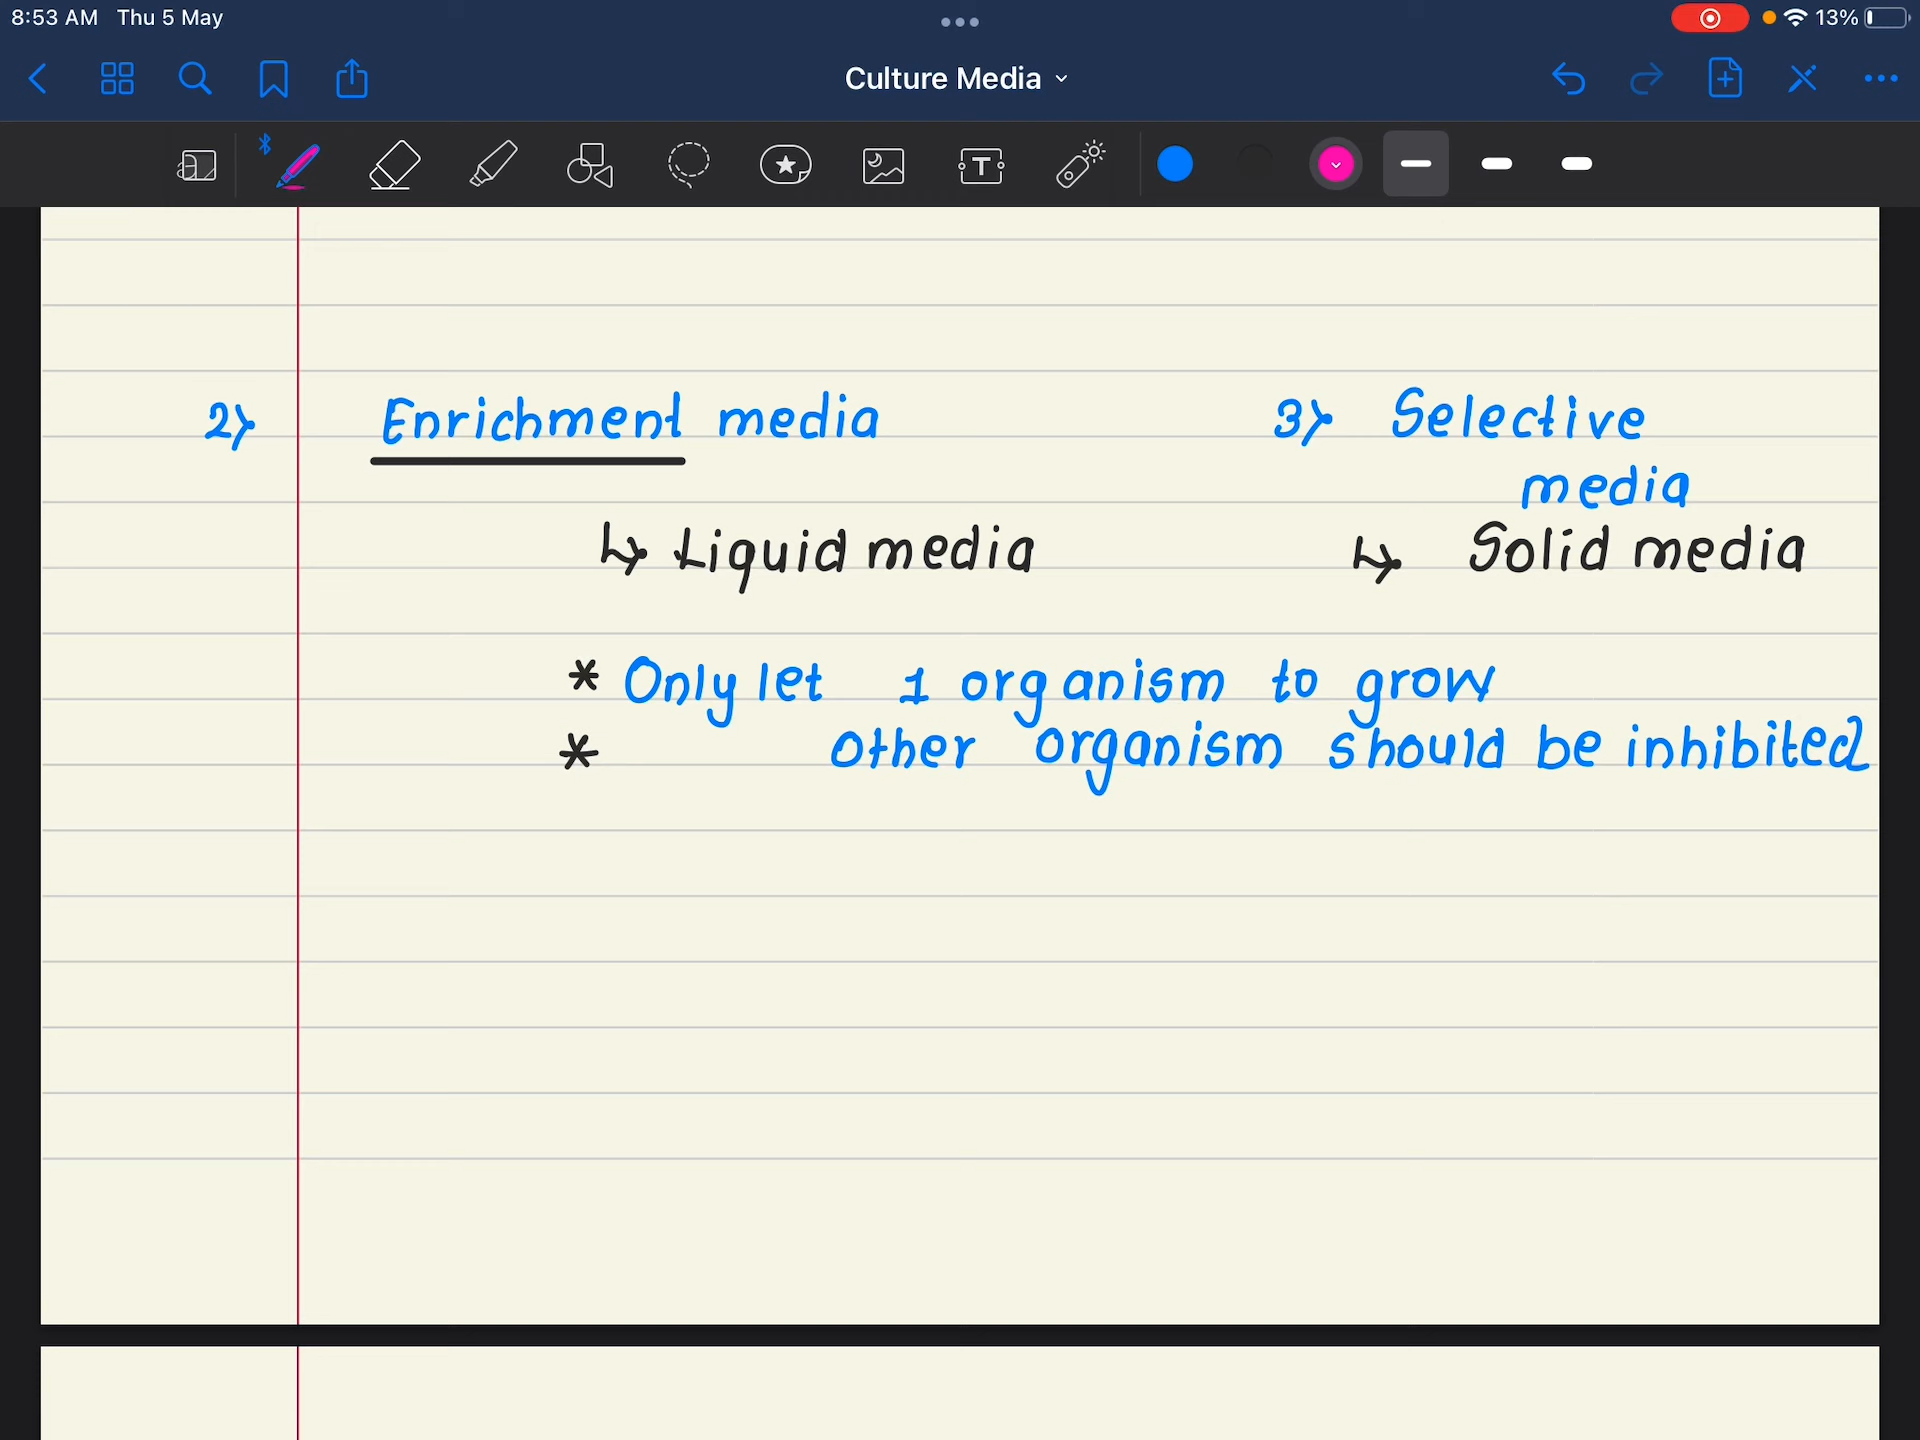 8:53 AM Thu 5 May
13%
Culture Media
T
2) Enrichment media 3) Selective
media
↳ Liquid media ↳ Solid media
* Only let 1 organism to grow
* Other organism should be inhibited